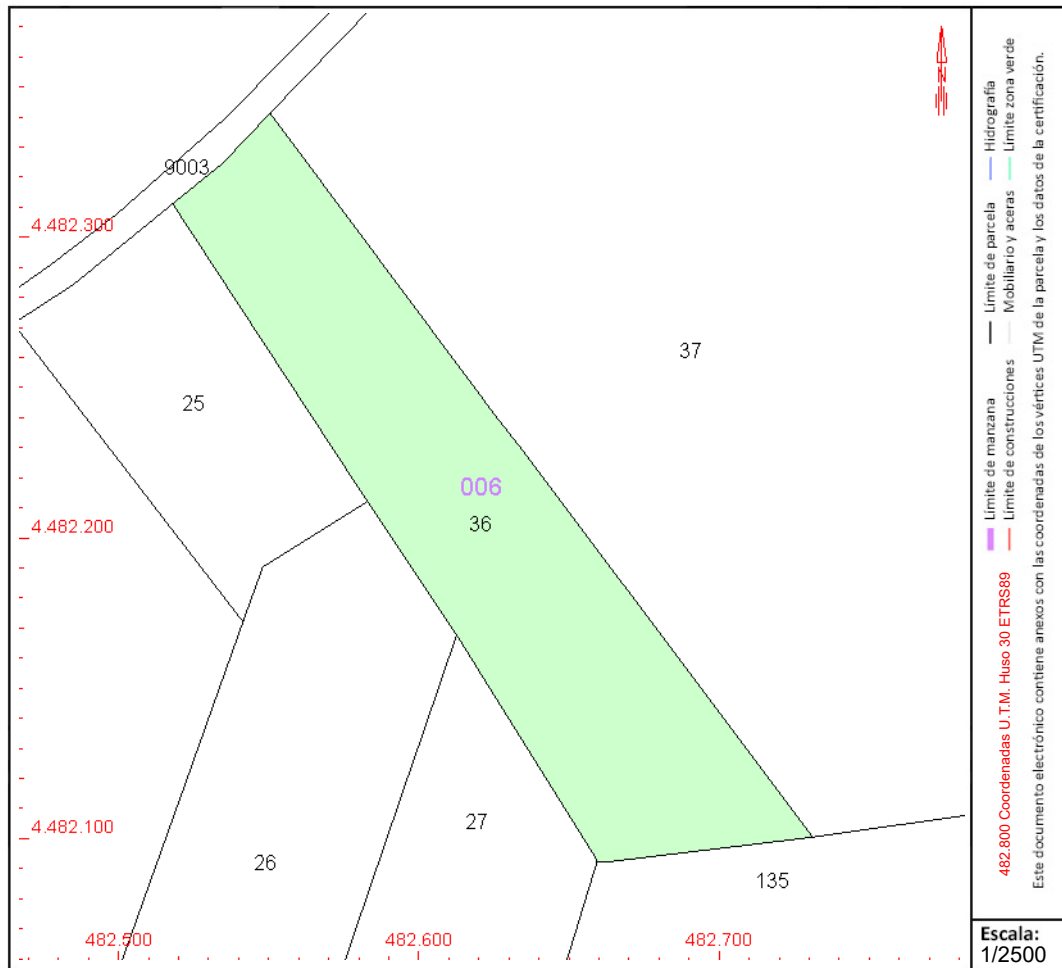 9003
4.482.300
37
25
006
36
4.482.200
4.482.100
27
26
135
482.500
482.600
482.700
N
Límite de manzana
Límite de parcela
Hidrografía
Límite de construcciones
Mobiliario y aceras
Límite zona verde
482.800 Coordenadas U.T.M. Huso 30 ETRS89
Este documento electrónico contiene anexos con las coordenadas de los vértices UTM de la parcela y los datos de la certificación.
Escala:
1/2500